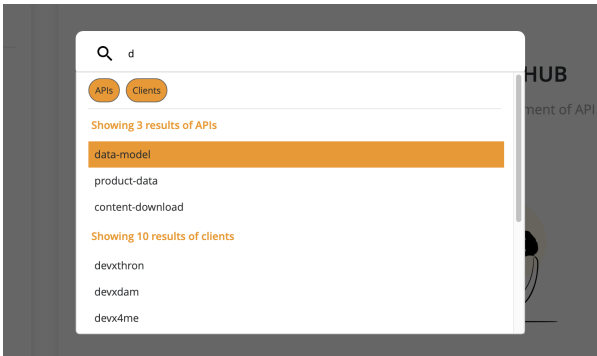 d
HUB
APIs Clients
ment of API
Showing 3 results of APIs
data-model
product-data
content-download
Showing 10 results of clients
devxthron
devxdam
devx4me